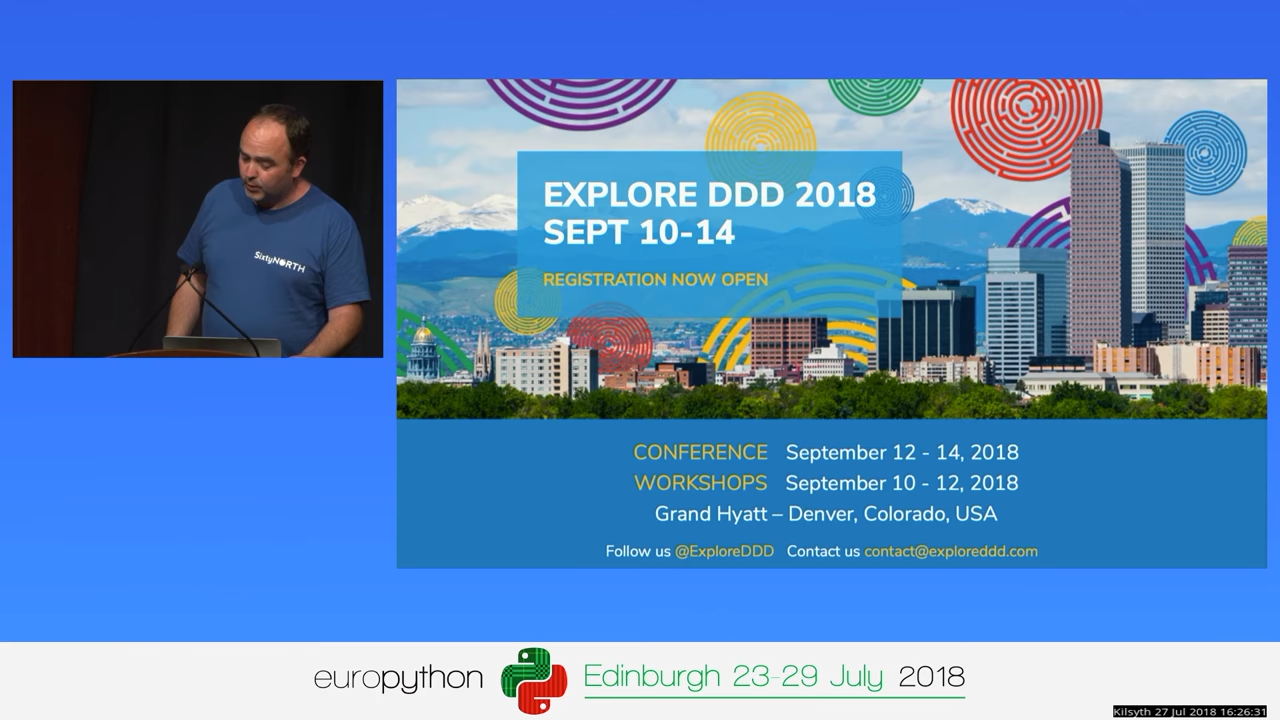 SixtyNORTH
EXPLORE DDD 2018
SEPT 10-14
REGISTRATION NOW OPEN
CONFERENCE September 12 - 14, 2018
WORKSHOPS September 10 - 12, 2018
Grand Hyatt – Denver, Colorado, USA
Follow us @ExploreDDD Contact us contact@exploreddd.com
europython Edinburgh 23-29 July 2018
Kilsyth 27 Jul 2018 16:26:31